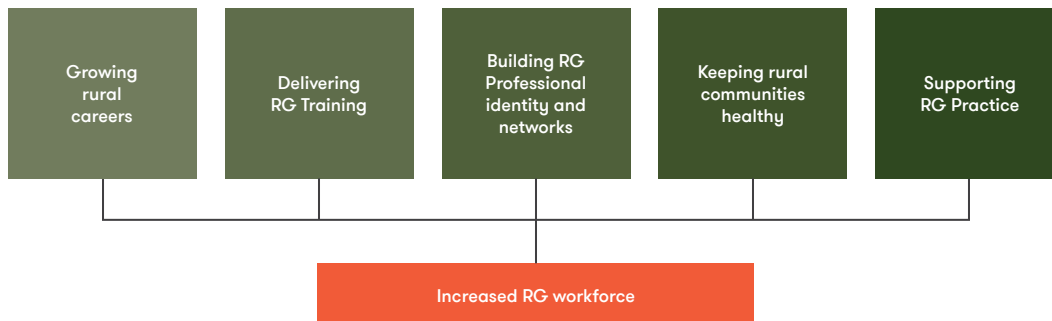 Growing
rural
careers
Delivering
RG Training
Building RG
Professional
identity and
networks
Keeping rural
communities
healthy
Supporting
RG Practice
Increased RG workforce